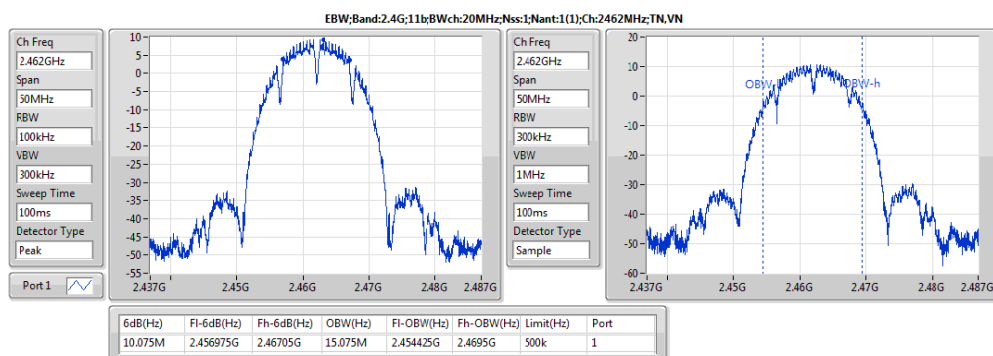 EBW;Band:2.4G;11b;BWch:20MHz;Nss:1;Nant:1(1);Ch:2462MHz;TN,VN
Ch Freq
2.462GHz
Span
50MHz
RBW
100kHz
VBW
300kHz
Sweep Time
100ms
Detector Type
Peak
Port 1
10
5
0
-5
-10
-15
-20
-25
-30
-35
-40
-45
-50
-55
2.437G
2.45G
2.46G
2.47G
2.48G
2.487G
Ch Freq
2.462GHz
Span
50MHz
RBW
300kHz
VBW
1MHz
Sweep Time
100ms
Detector Type
Sample
20
10
0
-10
-20
-30
-40
-50
-60
OBW
OBW-h
2.437G
2.45G
2.46G
2.47G
2.48G
2.487G
6dB(Hz) Fl-6dB(Hz) Fh-6dB(Hz) OBW(Hz) Fl-OBW(Hz) Fh-OBW(Hz) Limit(Hz) Port
10.075M 2.456975G 2.46705G 15.075M 2.454425G 2.4695G 500k 1